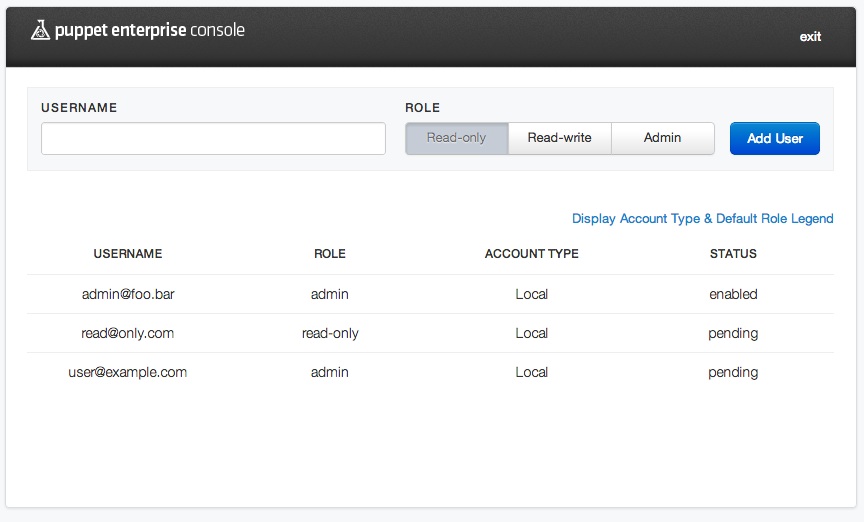 puppet enterprise console
exit
USERNAME ROLE
Read-only Read-write Admin Add User
Display Account Type & Default Role Legend
USERNAME ROLE ACCOUNT TYPE STATUS
admin@foo.bar admin Local enabled
read@only.com read-only Local pending
user@example.com admin Local pending